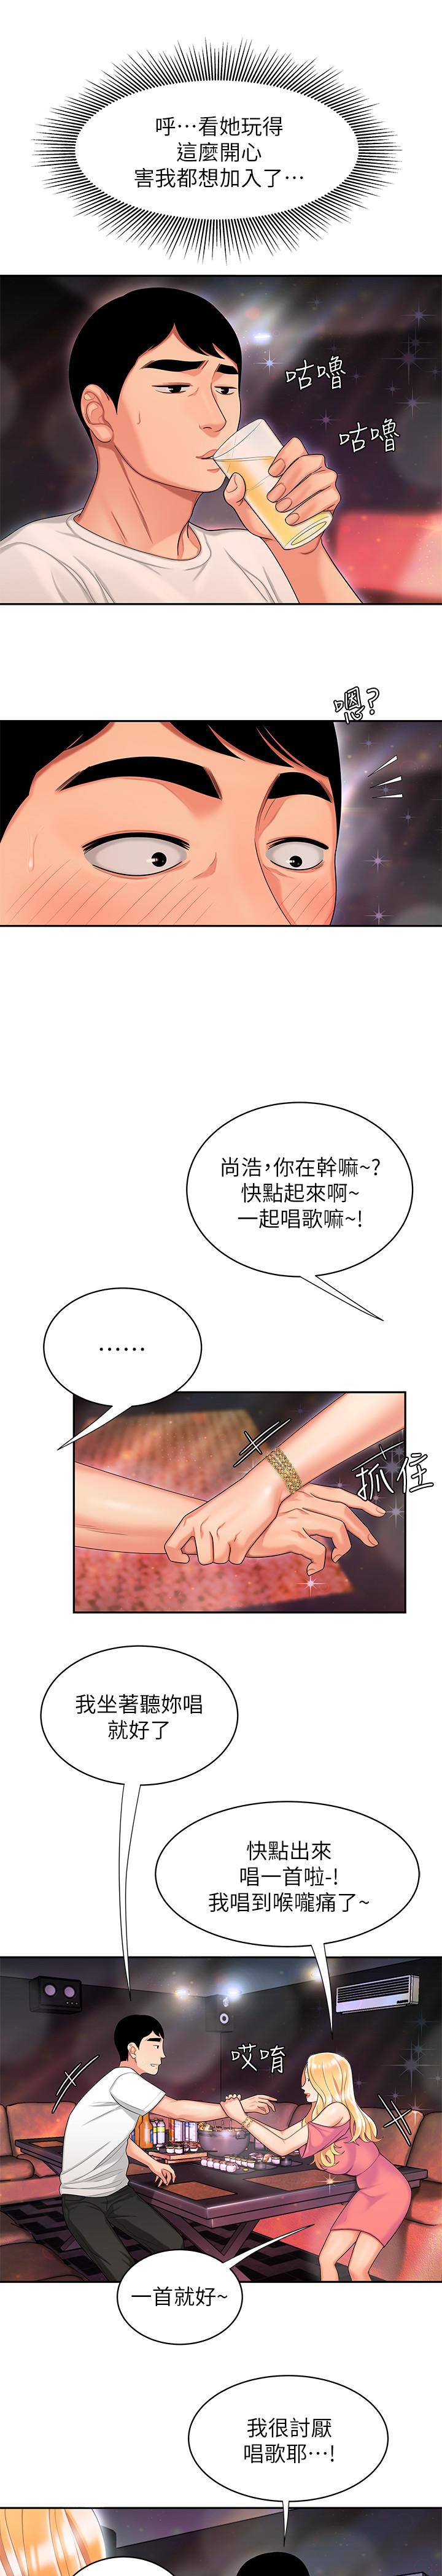 呼⋯看她玩得
這麼開心
害我都想加入了⋯
咕嚕
咕嚕
嗯?
尚浩,你在幹嘛~?
快點起來啊~
一起唱歌嘛~!
⋯⋯
抓住
我坐著聽妳唱
就好了
快點出來
唱一首啦-!
我唱到喉嚨痛了~
哎唷
一首就好~
我很討厭
唱歌耶⋯!